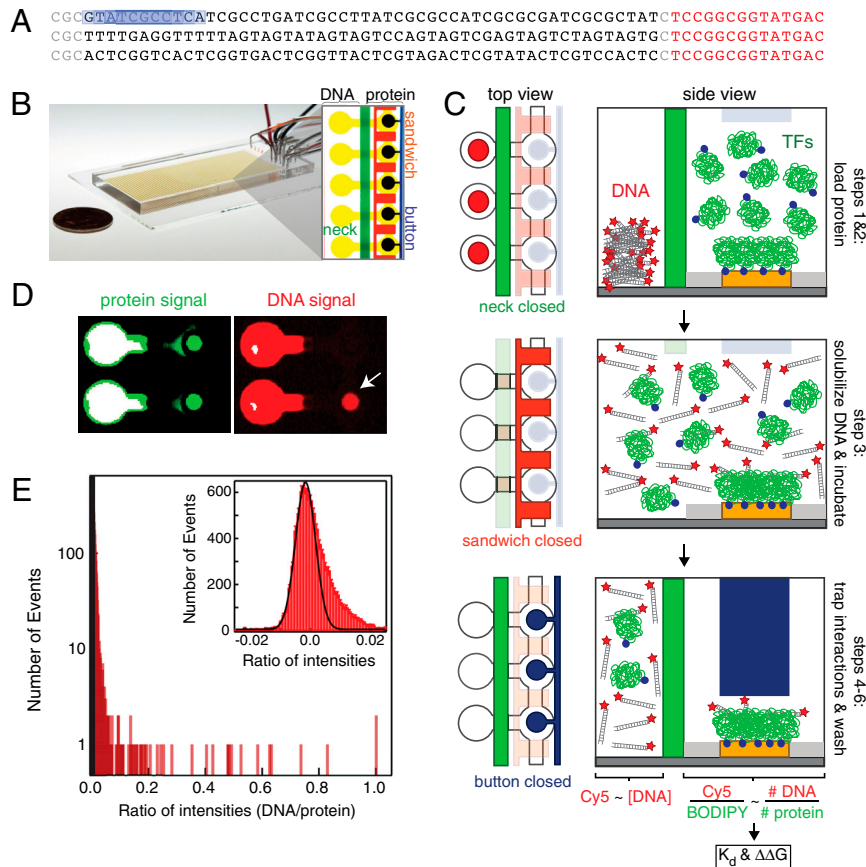 A
CGCGTATCGCCTCATCGCCTGATCGCCTTATCGCGCCATCGCGCGATCGCGCTATCTCCGGCGGTATGAC
CGCTTTTGAGGTTTTTAGTAGTATAGTAGTCCAGTAGTCGAGTAGTGCTAGTATCCTCCGGCGGTATGAC
CGCACTCGGTCACTCGGTGACTCGGTTACTCGTAGACTCGTATACTCGTCCACTCCTCCGGCGGTATGAC
B
DNA
protein
sandwich
button
neck
C
top view
side view
DNA
TFs
neck closed
steps 1&2:
load protein
sandwich closed
step 3:
solubilize
DNA & incubate
button closed
steps 4-6:
trap interactions & wash
Cy5 ~ [DNA]
Cy5
BODIPY
~
# DNA
# protein
Kd & ΔΔG
D
protein signal
DNA signal
E
Number of Events
100
10
1
0.0
0.2
0.4
0.6
0.8
1.0
Ratio of intensities (DNA/protein)
Number of Events
600
400
200
0
-0.02
0.0
0.02
Ratio of intensities